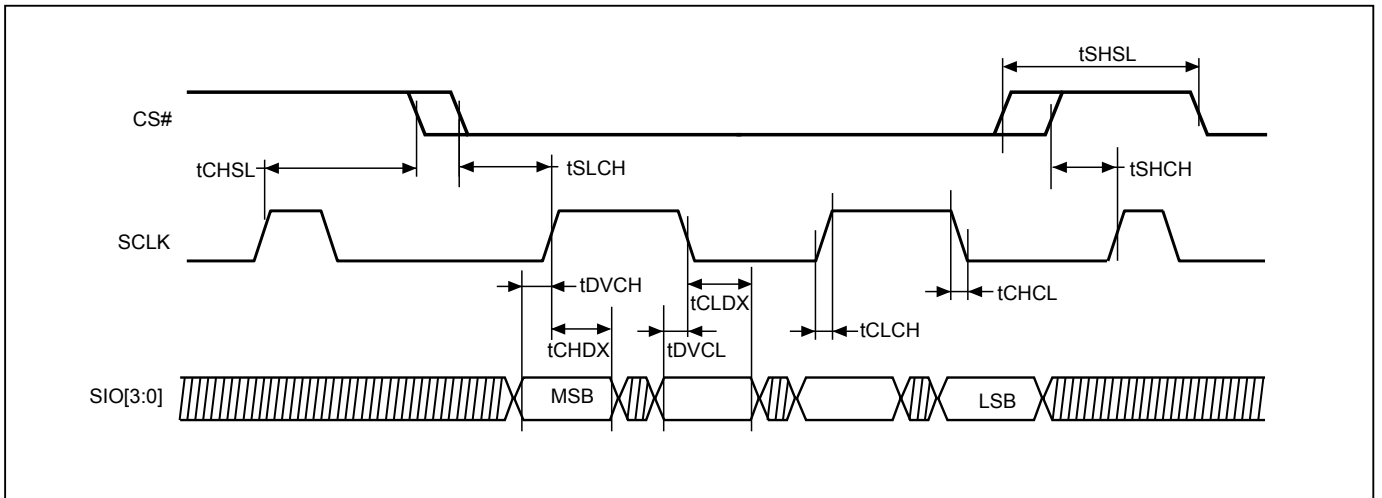 tSHSL
CS#
tCHSL
tSLCH
tSHCH
SCLK
tDVCH
tCLDX
tCHCL
tCLCH
tCHDX
tDVCL
SIO[3:0]
MSB
LSB